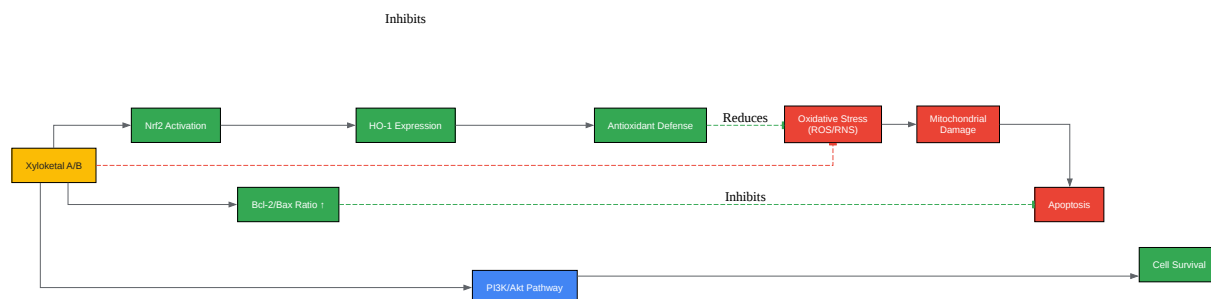 Inhibits
Nrf2 Activation
HO-1 Expression
Antioxidant Defense
Reduces
Oxidative Stress
(ROS/RNS)
Mitochondrial
Damage
Xyloketal A/B
Bcl-2/Bax Ratio ↑
Inhibits
Apoptosis
Cell Survival
PI3K/Akt Pathway